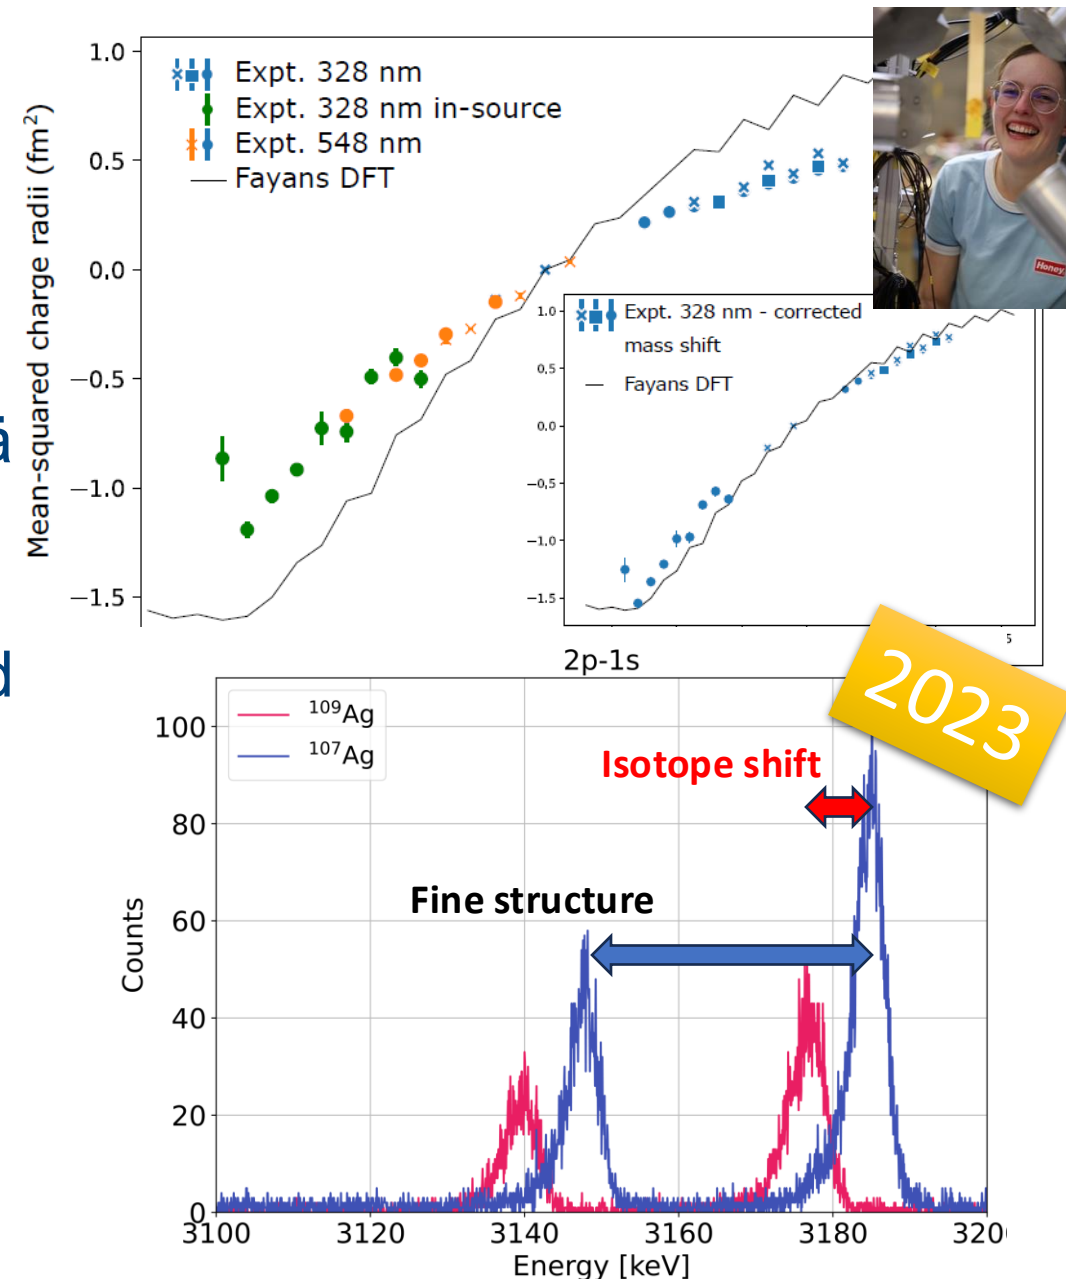 Mean-squared charge radii (fm²)
1.0
0.5
0.0
−0.5
−1.0
−1.5
Expt. 328 nm
Expt. 328 nm in-source
Expt. 548 nm
Fayans DFT
Honey
1.0
0.5
0.0
−0.5
−1.0
−1.5
Expt. 328 nm - corrected
mass shift
Fayans DFT
5
ä
d
2023
2p-1s
¹⁰⁹Ag
¹⁰⁷Ag
Isotope shift
Fine structure
Counts
100
80
60
40
20
0
3100 3120 3140 3160 3180 320
Energy [keV]